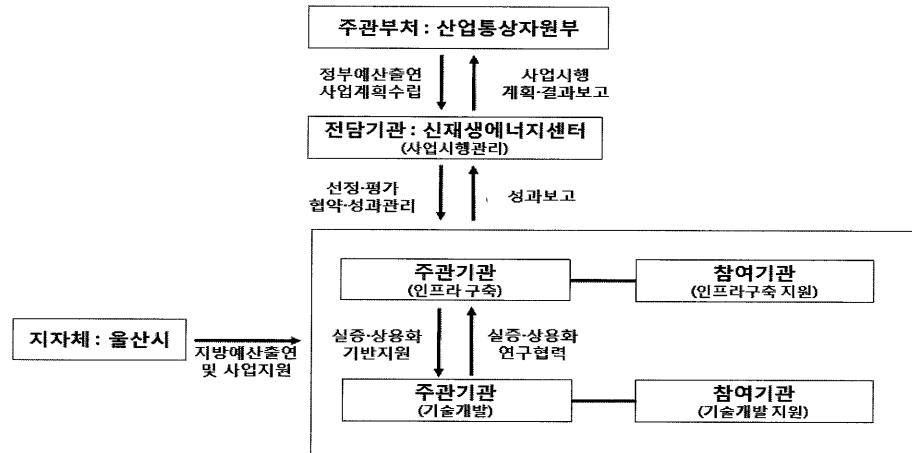 주관부처 : 산업통상자원부
정부예산출연
사업계획수립
사업시행
계획·결과보고
전담기관 : 신재생에너지센터
(사업시행관리)
선정·평가
협약·성과관리
성과보고
주관기관
(인프라 구축)
참여기관
(인프라구축 지원)
지자체 : 울산시
지방예산출연
및 사업지원
실증·상용화
기반지원
실증·상용화
연구협력
주관기관
(기술개발)
참여기관
(기술개발 지원)